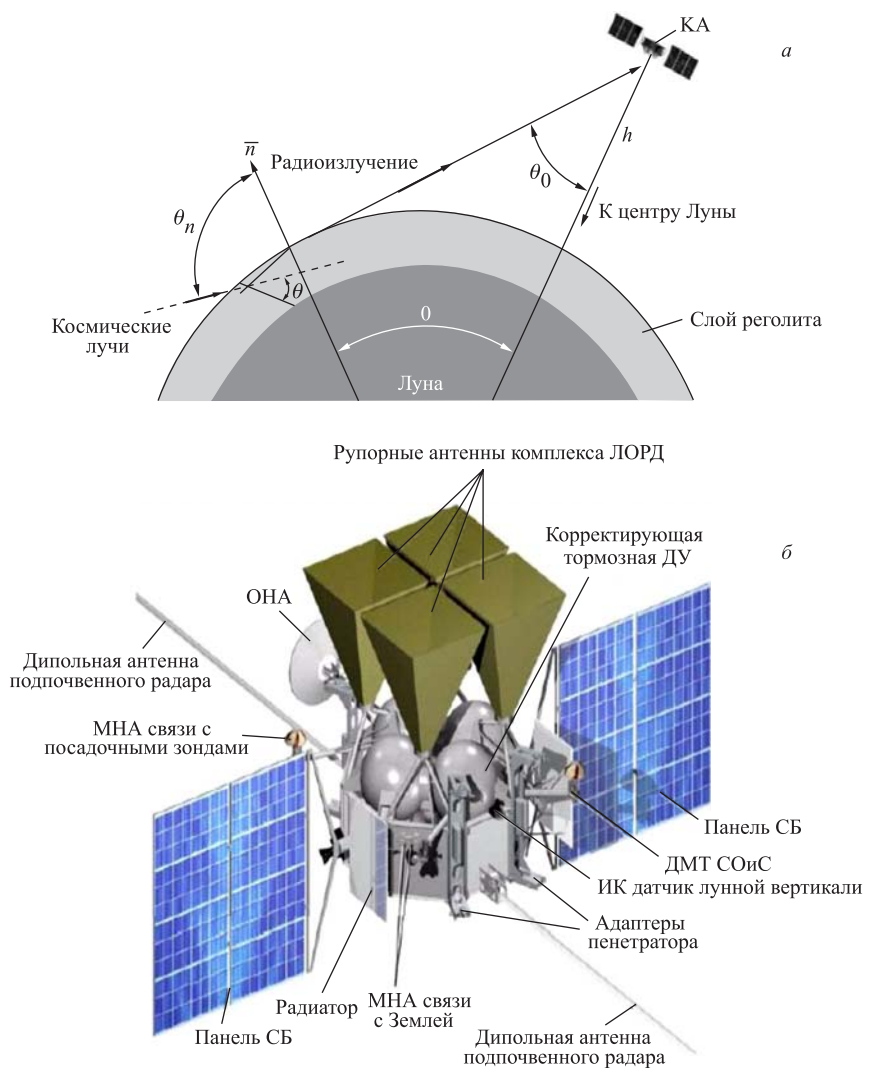 КА
а
n̅
Радиоизлучение
h
θ0
К центру Луны
θn
θ
Космические
лучи
0
Слой реголита
Луна
Рупорные антенны комплекса ЛОРД
Корректирующая
тормозная ДУ
б
ОНА
Дипольная антенна
подпочвенного радара
МНА связи с
посадочными зондами
Панель СБ
ДМТ СОиС
ИК датчик лунной вертикали
Адаптеры
пенетратора
Радиатор
МНА связи
с Землей
Панель СБ
Дипольная антенна
подпочвенного радара